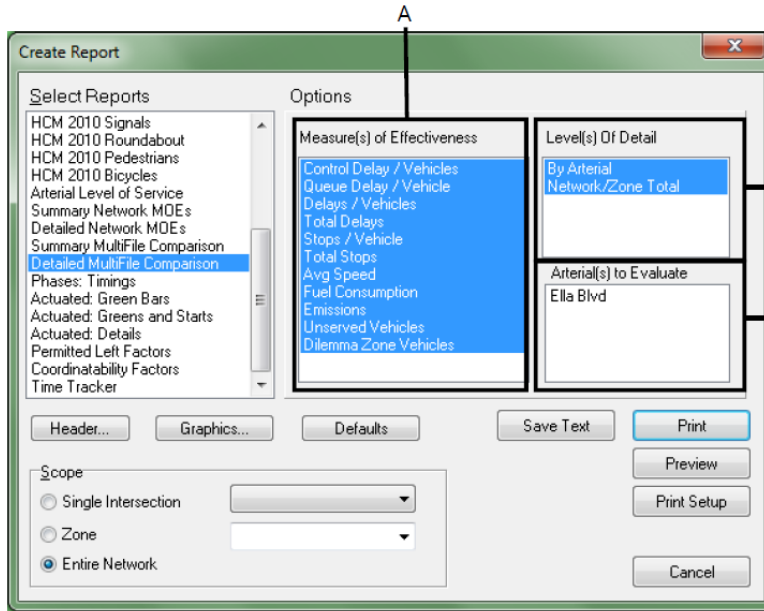 A
Create Report
Select Reports
Options
HCM 2010 Signals
HCM 2010 Roundabout
HCM 2010 Pedestrians
HCM 2010 Bicycles
Arterial Level of Service
Summary Network MOEs
Detailed Network MOEs
Summary MultiFile Comparison
Detailed MultiFile Comparison
Phases: Timings
Actuated: Green Bars
Actuated: Greens and Starts
Actuated: Details
Permitted Left Factors
Coordinatability Factors
Time Tracker
Measure(s) of Effectiveness
Control Delay / Vehicles
Queue Delay / Vehicle
Delays / Vehicles
Total Delays
Stops / Vehicle
Total Stops
Avg Speed
Fuel Consumption
Emissions
Unserved Vehicles
Dilemma Zone Vehicles
Level(s) Of Detail
By Arterial
Network/Zone Total
Arterial(s) to Evaluate
Ella Blvd
Header...
Graphics...
Defaults
Save Text
Print
Preview
Print Setup
Cancel
Scope
Single Intersection
Zone
Entire Network